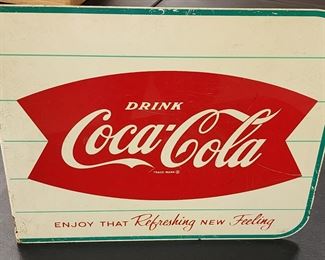 DRINK
Coca-Cola
TRADE MARK ®
ENJOY THAT Refreshing NEW Feeling